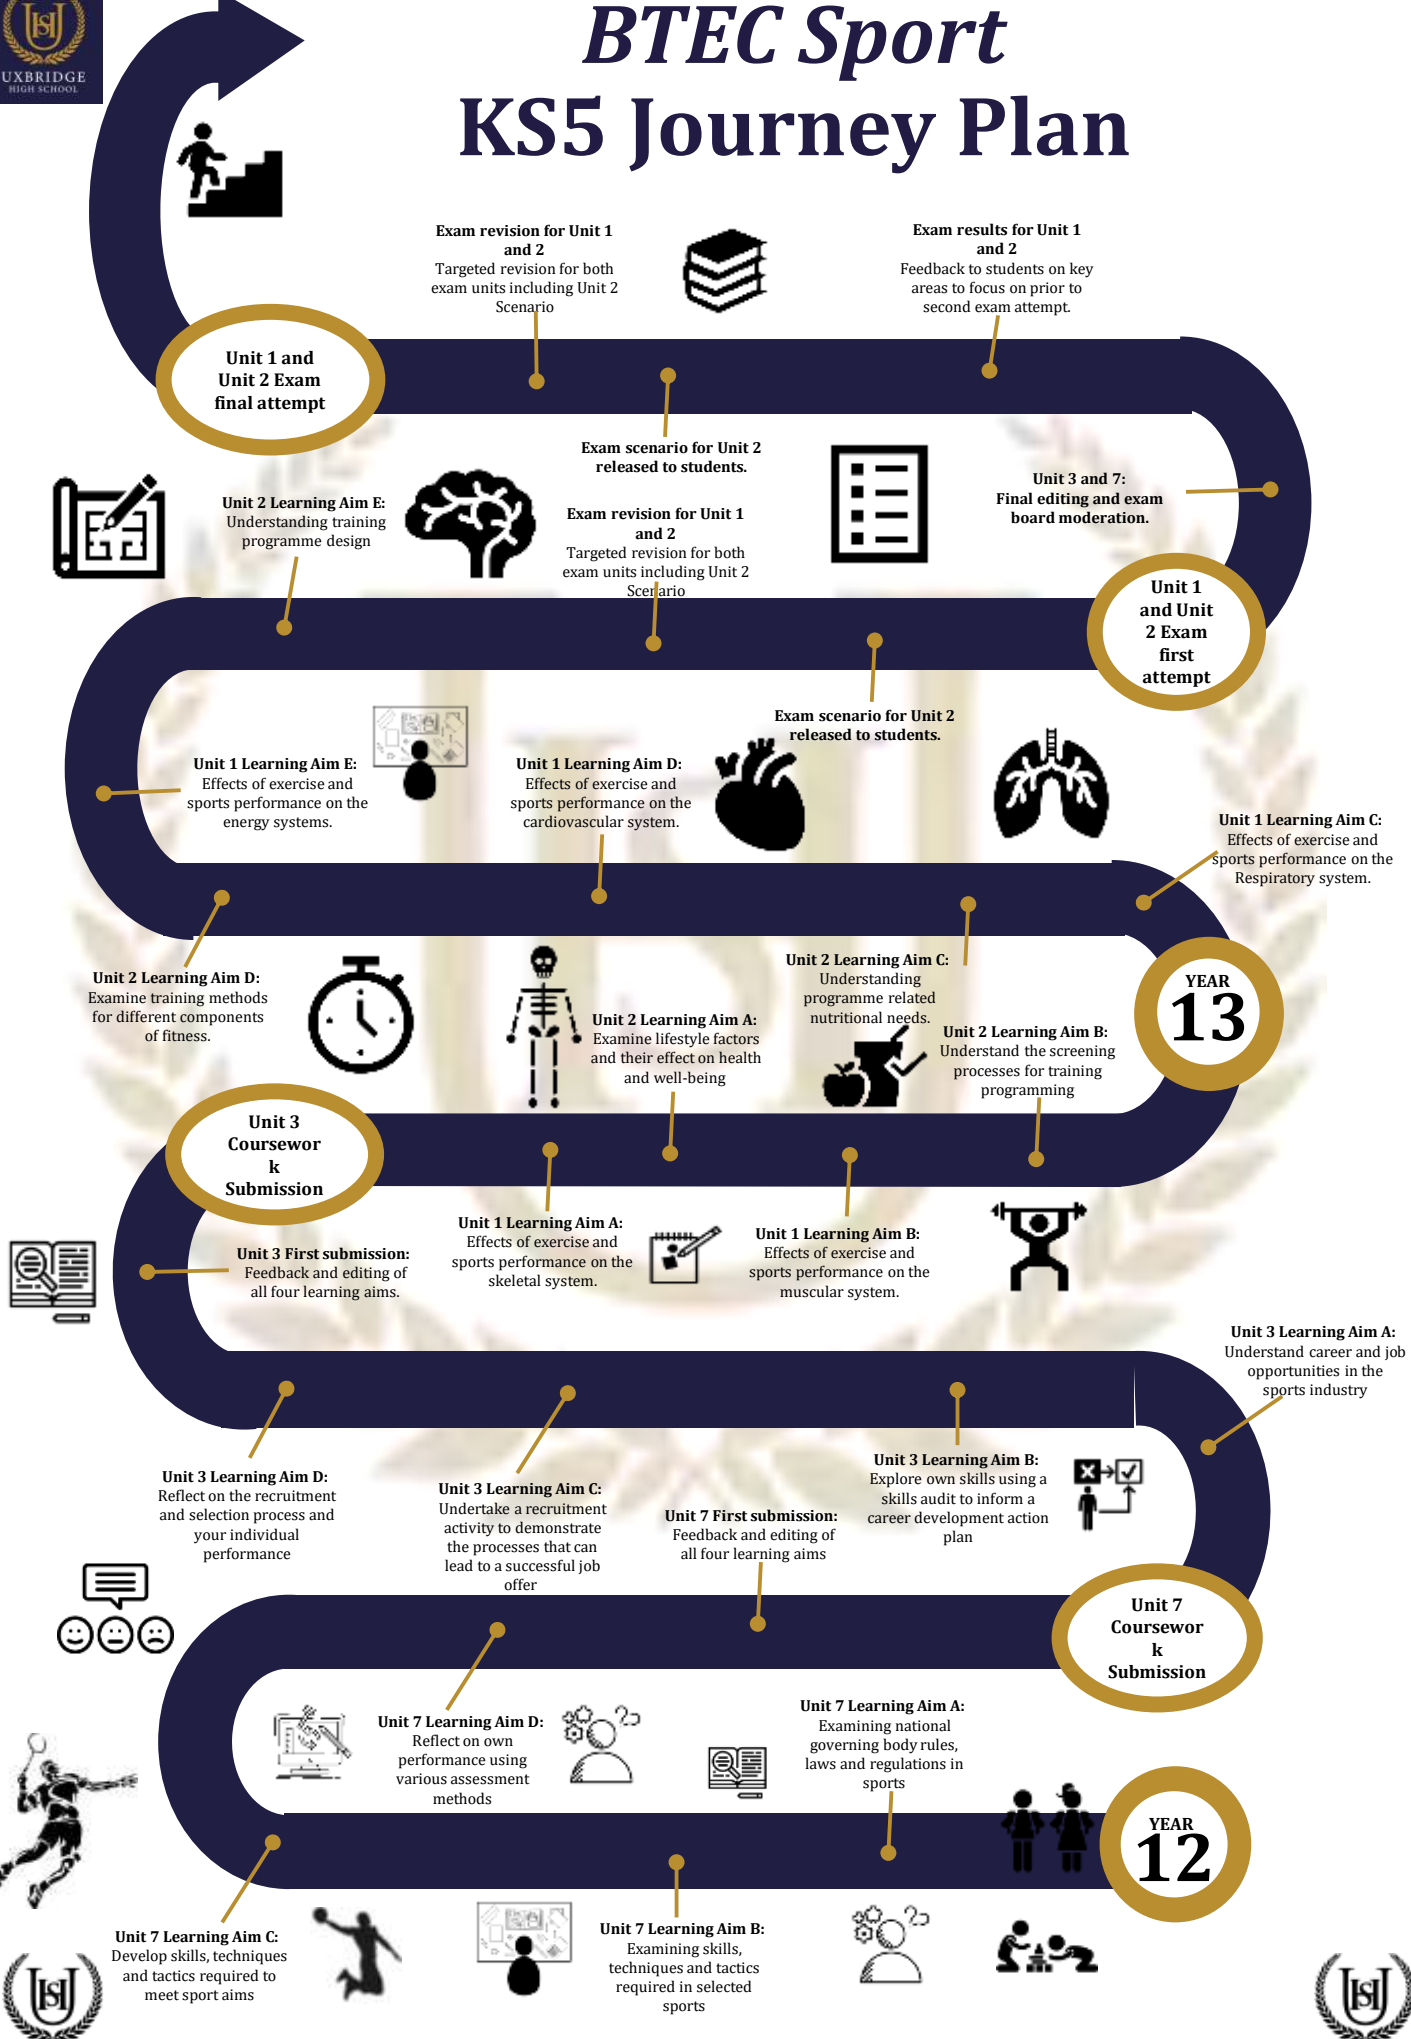 UXBRIDGE
HIGH SCHOOL
BTEC Sport
KS5 Journey Plan
Exam revision for Unit 1
and 2
Targeted revision for both
exam units including Unit 2
Scenario
Exam results for Unit 1
and 2
Feedback to students on key
areas to focus on prior to
second exam attempt.
Unit 1 and
Unit 2 Exam
final attempt
Exam scenario for Unit 2
released to students.
Unit 3 and 7:
Final editing and exam
board moderation.
Unit 2 Learning Aim E:
Understanding training
programme design
Exam revision for Unit 1
and 2
Targeted revision for both
exam units including Unit 2
Scenario
Unit 1
and Unit
2 Exam
first
attempt
Exam scenario for Unit 2
released to students.
Unit 1 Learning Aim E:
Effects of exercise and
sports performance on the
energy systems.
Unit 1 Learning Aim D:
Effects of exercise and
sports performance on the
cardiovascular system.
Unit 1 Learning Aim C:
Effects of exercise and
sports performance on the
Respiratory system.
Unit 2 Learning Aim D:
Examine training methods
for different components
of fitness.
Unit 2 Learning Aim C:
Understanding
programme related
nutritional needs.
YEAR
13
Unit 2 Learning Aim A:
Examine lifestyle factors
and their effect on health
and well-being
Unit 2 Learning Aim B:
Understand the screening
processes for training
programming
Unit 3
Coursewor
k
Submission
Unit 1 Learning Aim A:
Effects of exercise and
sports performance on the
skeletal system.
Unit 1 Learning Aim B:
Effects of exercise and
sports performance on the
muscular system.
Unit 3 First submission:
Feedback and editing of
all four learning aims.
Unit 3 Learning Aim A:
Understand career and job
opportunities in the
sports industry
Unit 3 Learning Aim B:
Explore own skills using a
skills audit to inform a
career development action
plan
Unit 3 Learning Aim D:
Reflect on the recruitment
and selection process and
your individual
performance
Unit 3 Learning Aim C:
Undertake a recruitment
activity to demonstrate
the processes that can
lead to a successful job
offer
Unit 7 First submission:
Feedback and editing of
all four learning aims
Unit 7
Coursewor
k
Submission
Unit 7 Learning Aim D:
Reflect on own
performance using
various assessment
methods
Unit 7 Learning Aim A:
Examining national
governing body rules,
laws and regulations in
sports
YEAR
12
Unit 7 Learning Aim C:
Develop skills, techniques
and tactics required to
meet sport aims
Unit 7 Learning Aim B:
Examining skills,
techniques and tactics
required in selected
sports